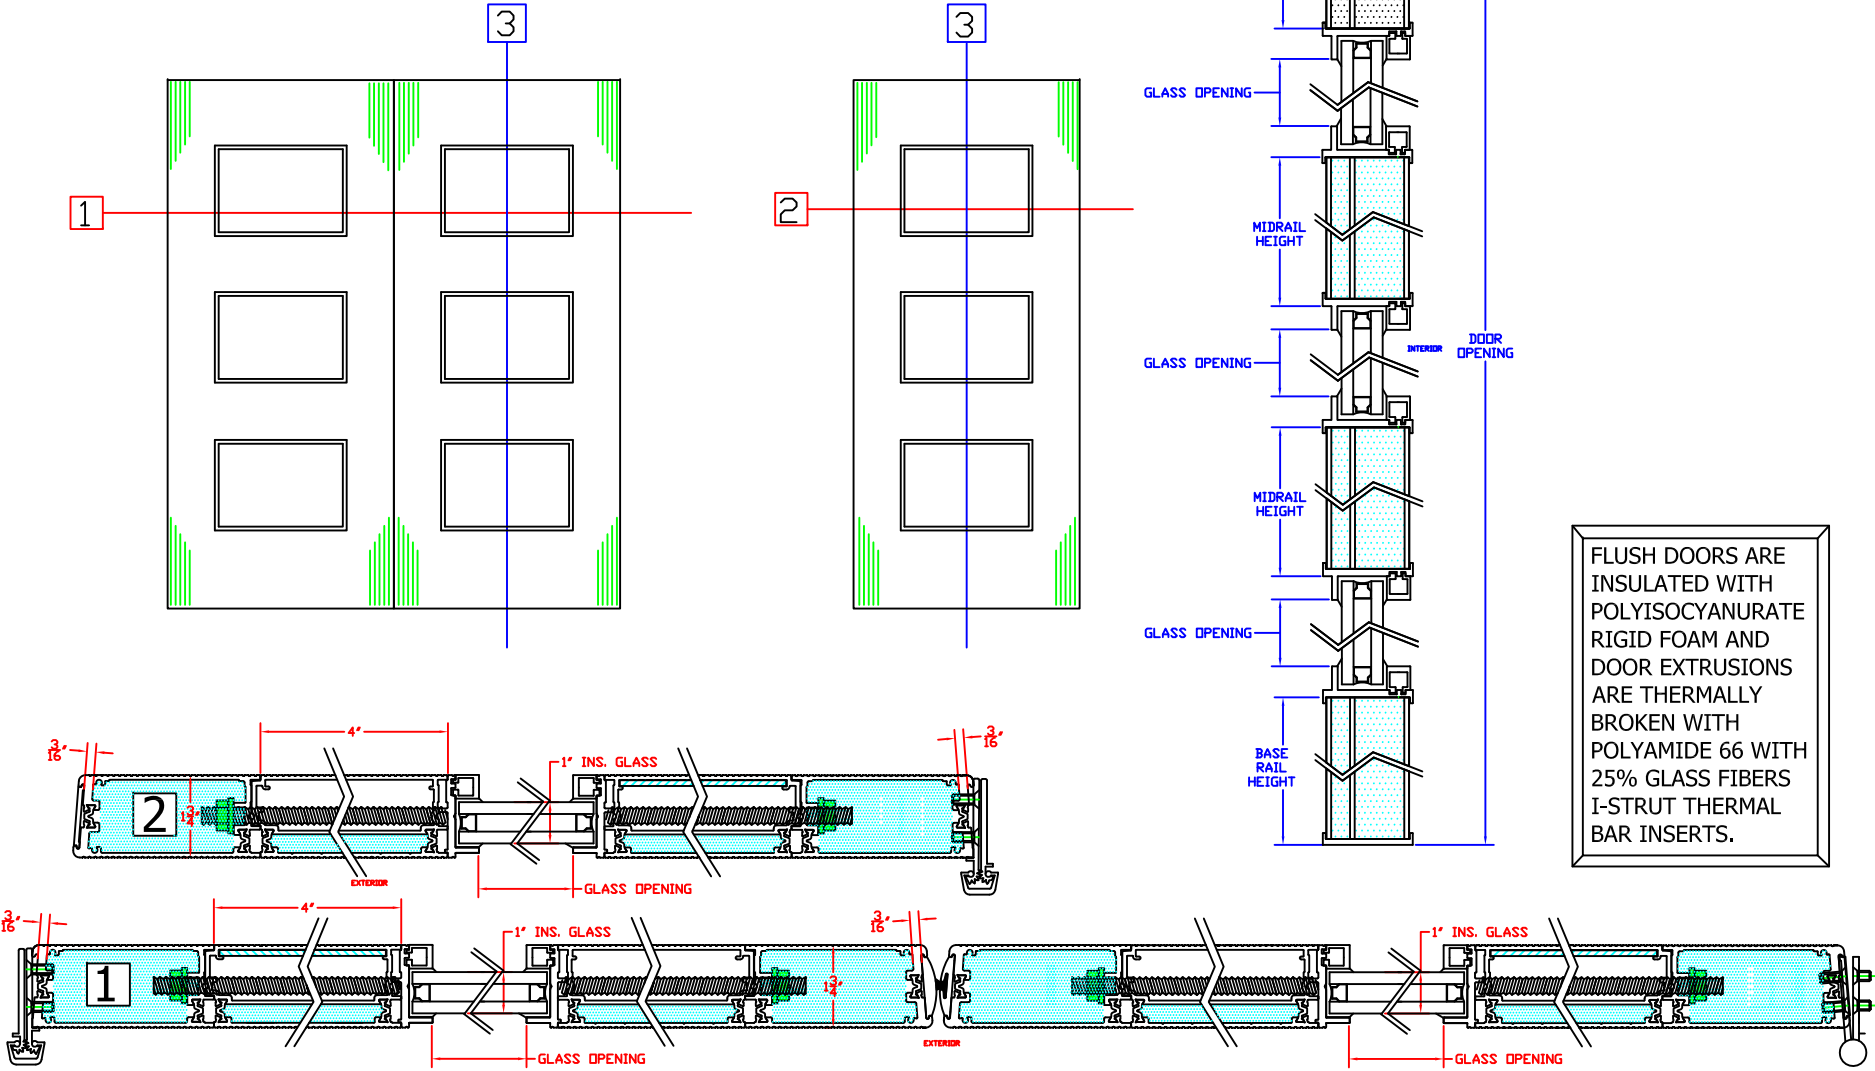 3
3
1
2
GLASS OPENING
MIDRAIL
HEIGHT
GLASS OPENING
INTERIOR
DOOR
OPENING
MIDRAIL
HEIGHT
GLASS OPENING
BASE
RAIL
HEIGHT
FLUSH DOORS ARE
INSULATED WITH
POLYISOCYANURATE
RIGID FOAM AND
DOOR EXTRUSIONS
ARE THERMALLY
BROKEN WITH
POLYAMIDE 66 WITH
25% GLASS FIBERS
I-STRUT THERMAL
BAR INSERTS.
3/16"
4"
1" INS. GLASS
3/16"
2
1 3/4"
EXTERIOR
GLASS OPENING
3/16"
4"
1" INS. GLASS
3/16"
1" INS. GLASS
1
1 3/4"
EXTERIOR
GLASS OPENING
GLASS OPENING